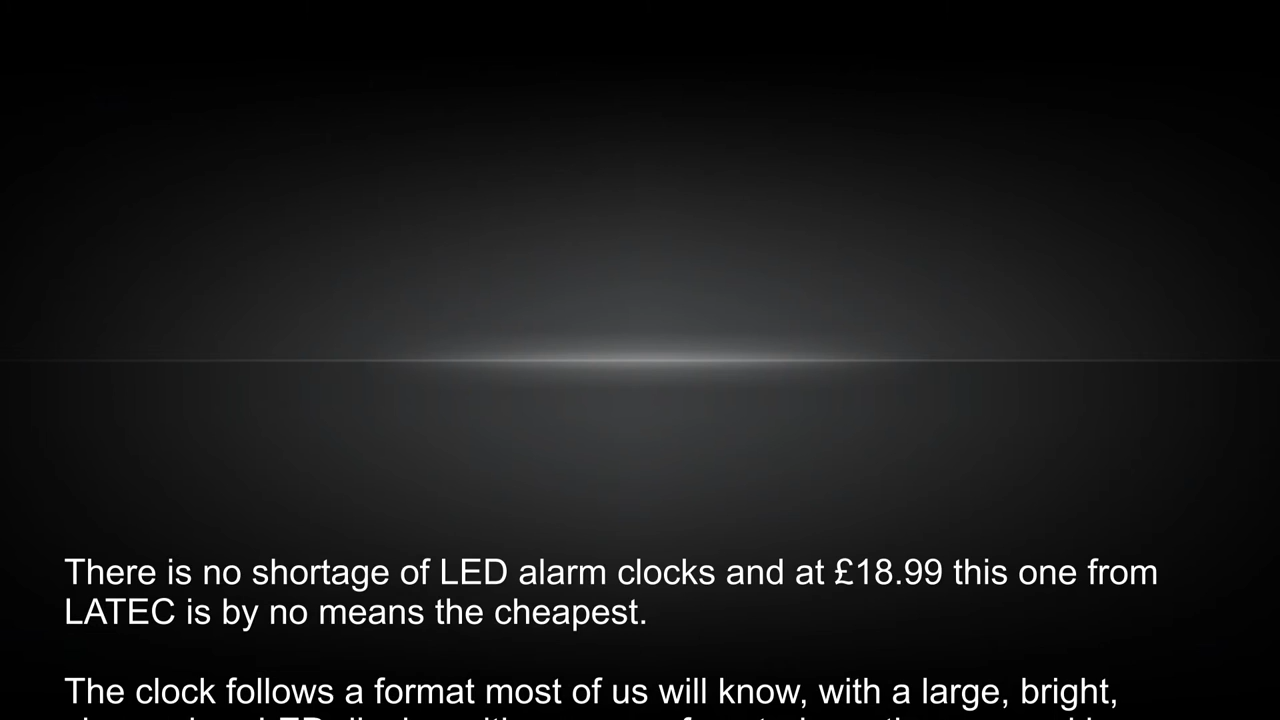 There is no shortage of LED alarm clocks and at £18.99 this one from
LATEC is by no means the cheapest.
The clock follows a format most of us will know, with a large, bright,
LED